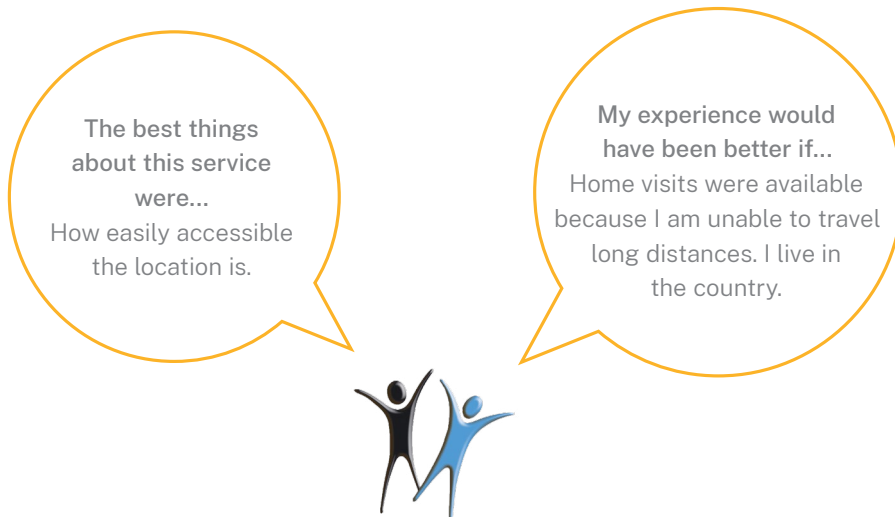 The best things
about this service
were...
How easily accessible
the location is.
My experience would
have been better if...
Home visits were available
because I am unable to travel
long distances. I live in
the country.